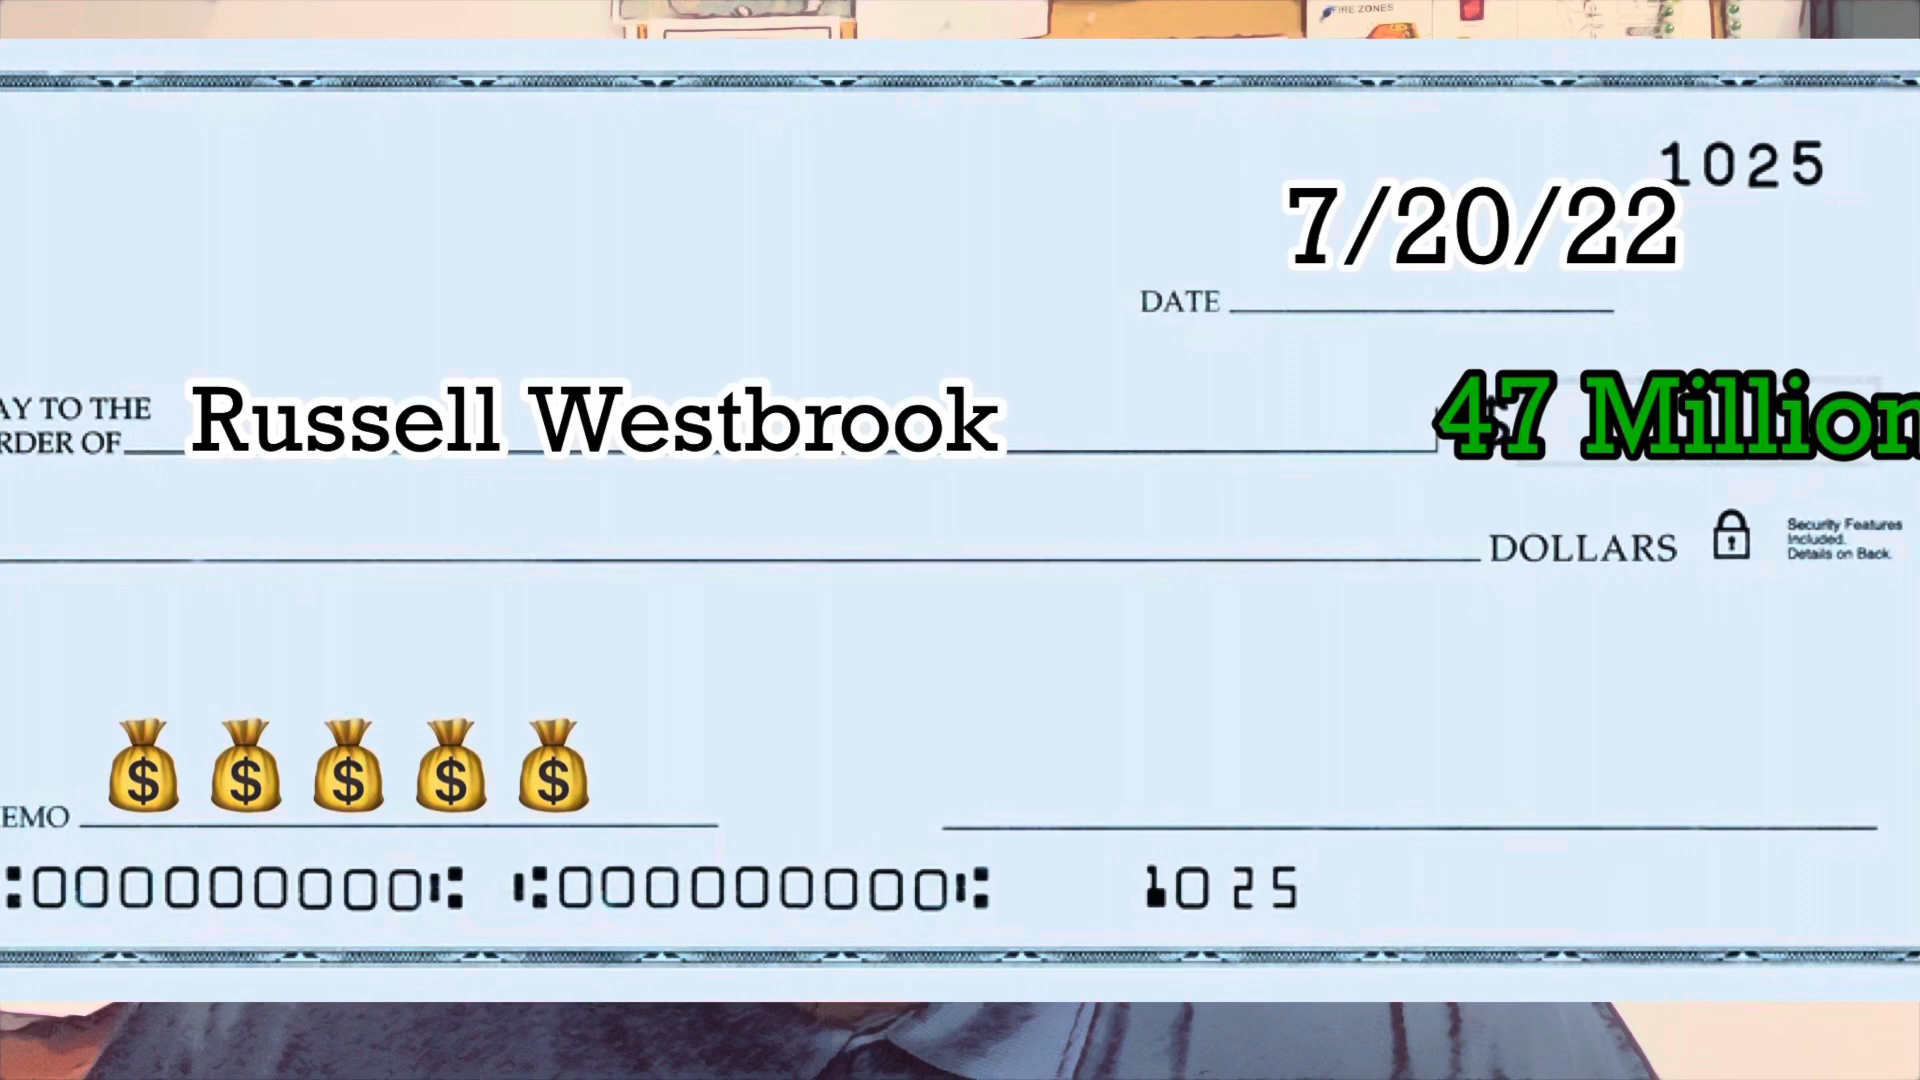 FIRE ZONES
1025
7/20/22
DATE
AY TO THE
RDER OF
Russell Westbrook
$
47 Million
DOLLARS
Security Features
Included.
Details on Back.
EMO
000000000 000000000 1025